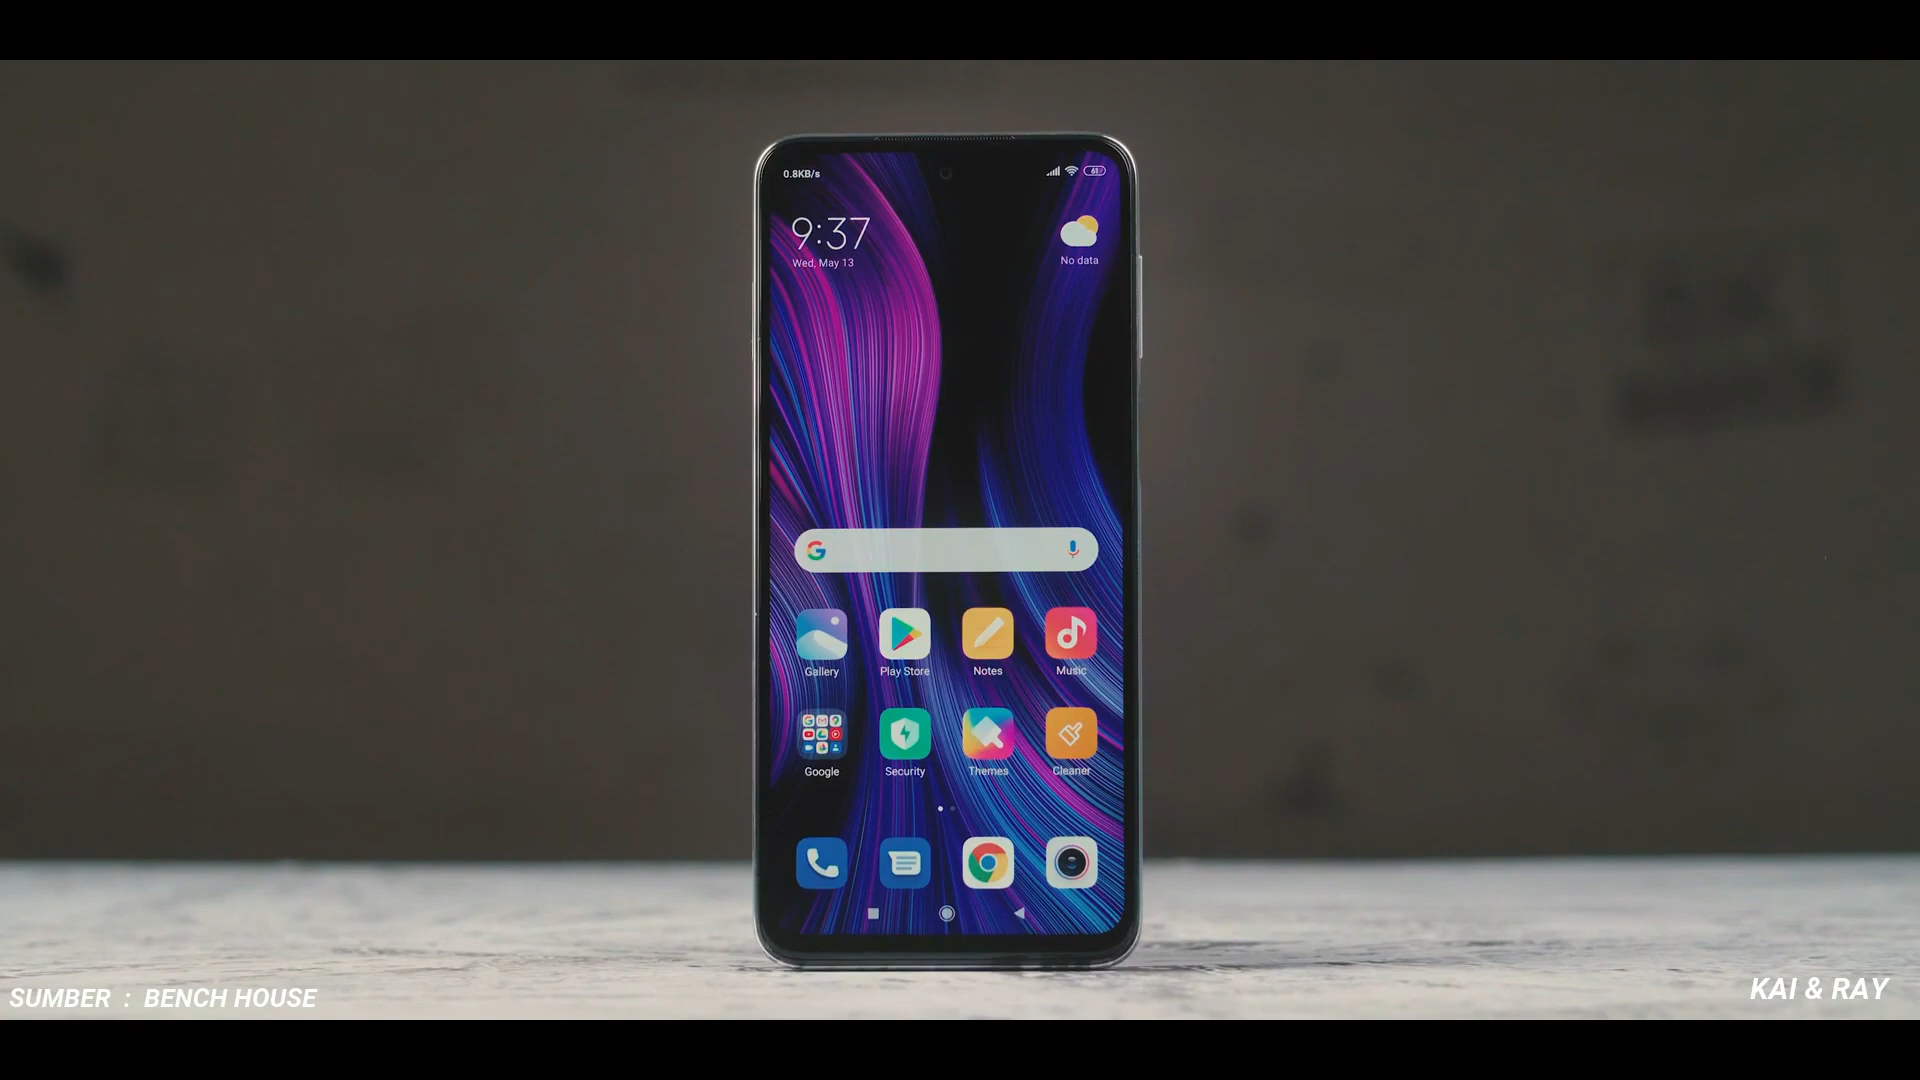 0.8KB/s
61
9:37
Wed, May 13
No data
Gallery
Play Store
Notes
Music
Google
Security
Themes
Cleaner
SUMBER : BENCH HOUSE
KAI & RAY